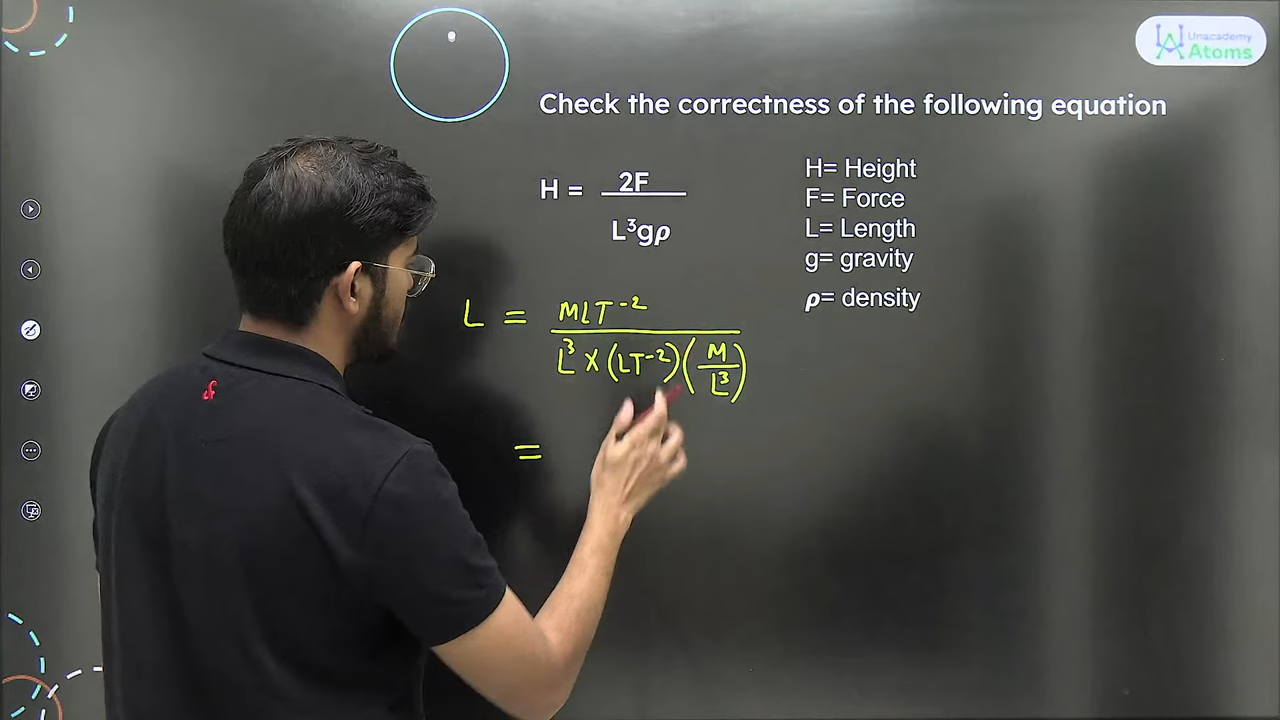 Unacademy
Atoms
Check the correctness of the following equation
H = 2F / L³gρ
H= Height
F= Force
L= Length
g= gravity
ρ= density
L = MLT⁻² / L³ X (LT⁻²) (M / L³)
=